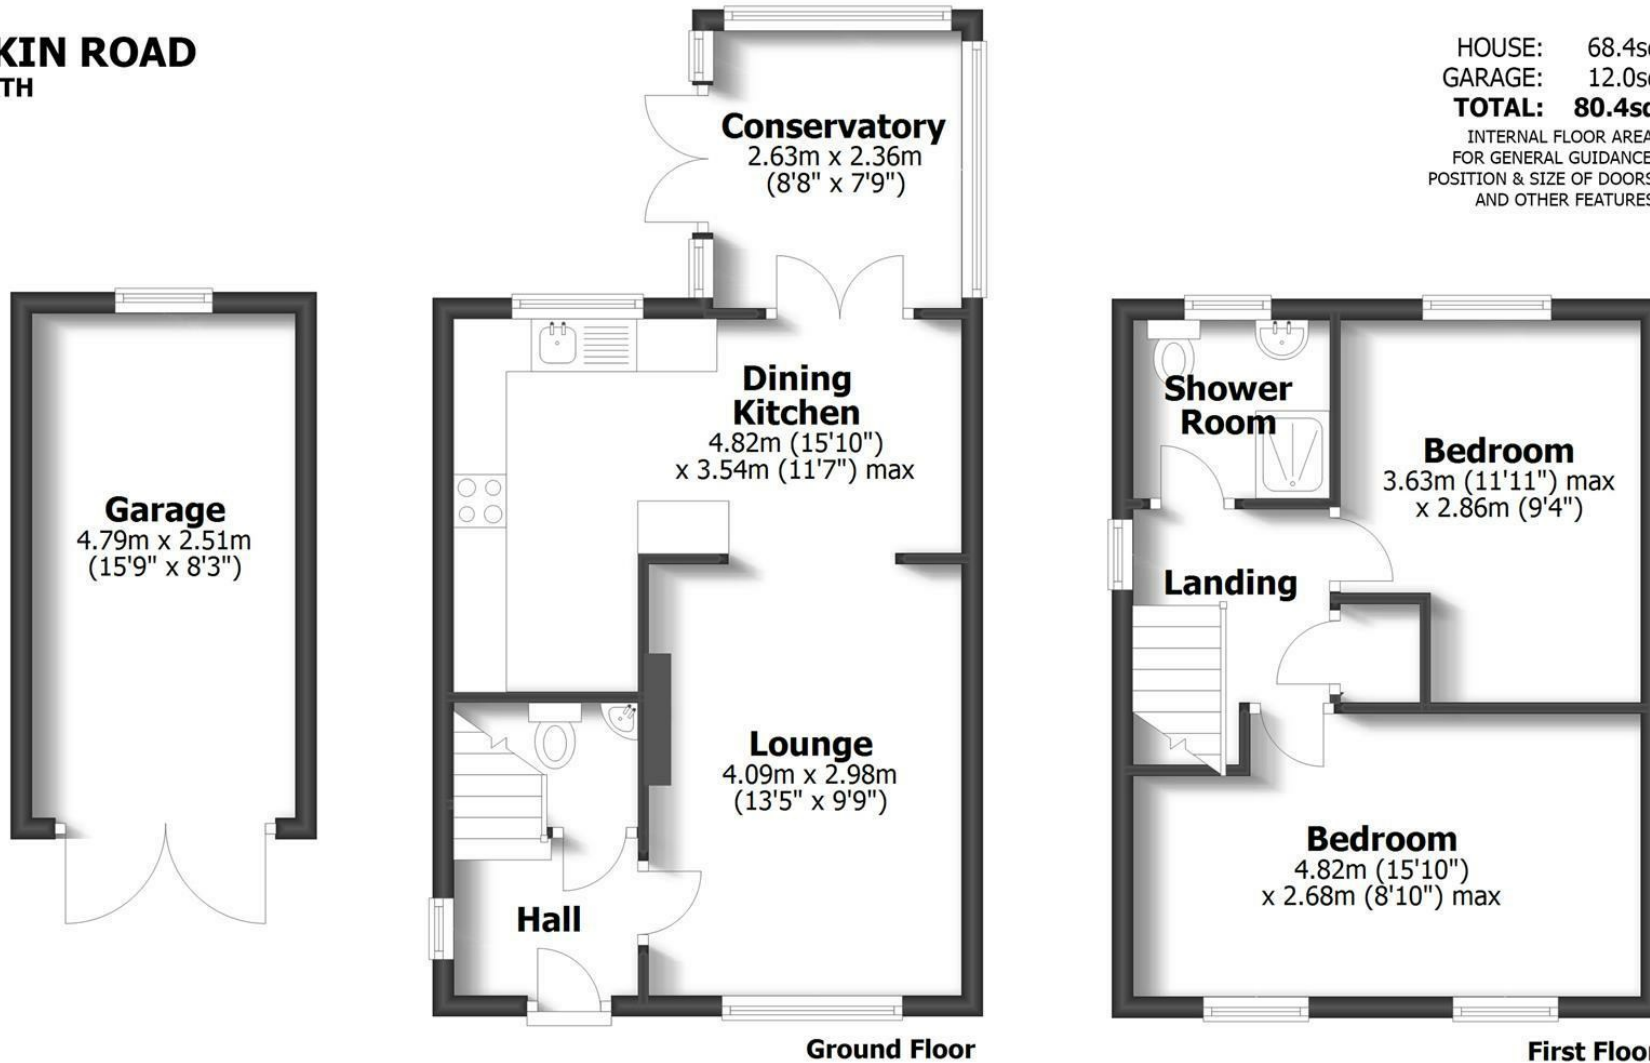 KIN ROAD
TH
HOUSE: 68.4s
GARAGE: 12.0s
TOTAL: 80.4s
INTERNAL FLOOR AREA
FOR GENERAL GUIDANCE
POSITION & SIZE OF DOORS
AND OTHER FEATURES
Conservatory
2.63m x 2.36m
(8'8" x 7'9")
Dining
Kitchen
4.82m (15'10")
x 3.54m (11'7") max
Garage
4.79m x 2.51m
(15'9" x 8'3")
Lounge
4.09m x 2.98m
(13'5" x 9'9")
Hall
Ground Floor
Shower
Room
Bedroom
3.63m (11'11") max
x 2.86m (9'4")
Landing
Bedroom
4.82m (15'10")
x 2.68m (8'10") max
First Floor